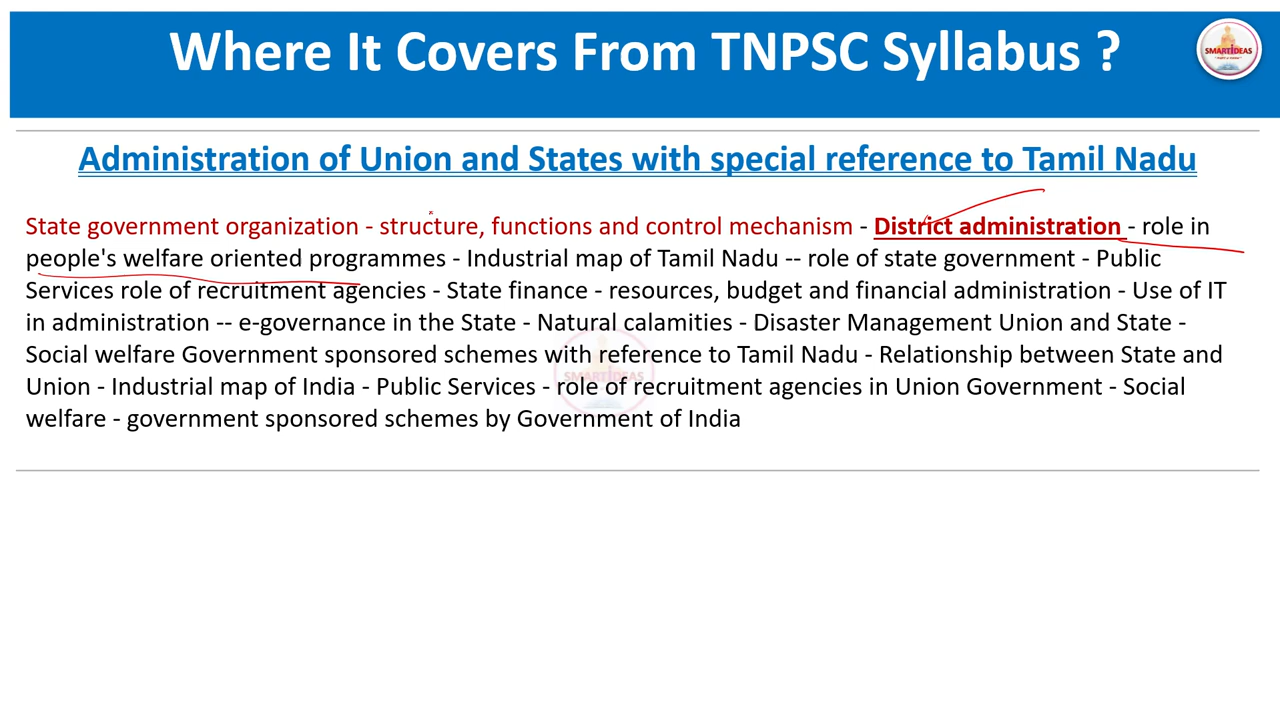 Where It Covers From TNPSC Syllabus ?
SMARTIDEAS
Administration of Union and States with special reference to Tamil Nadu
State government organization - structure, functions and control mechanism - District administration - role in
people's welfare oriented programmes - Industrial map of Tamil Nadu -- role of state government - Public
Services role of recruitment agencies - State finance - resources, budget and financial administration - Use of IT
in administration -- e-governance in the State - Natural calamities - Disaster Management Union and State -
Social welfare Government sponsored schemes with reference to Tamil Nadu - Relationship between State and
Union - Industrial map of India - Public Services - role of recruitment agencies in Union Government - Social
welfare - government sponsored schemes by Government of India
SMARTIDEAS